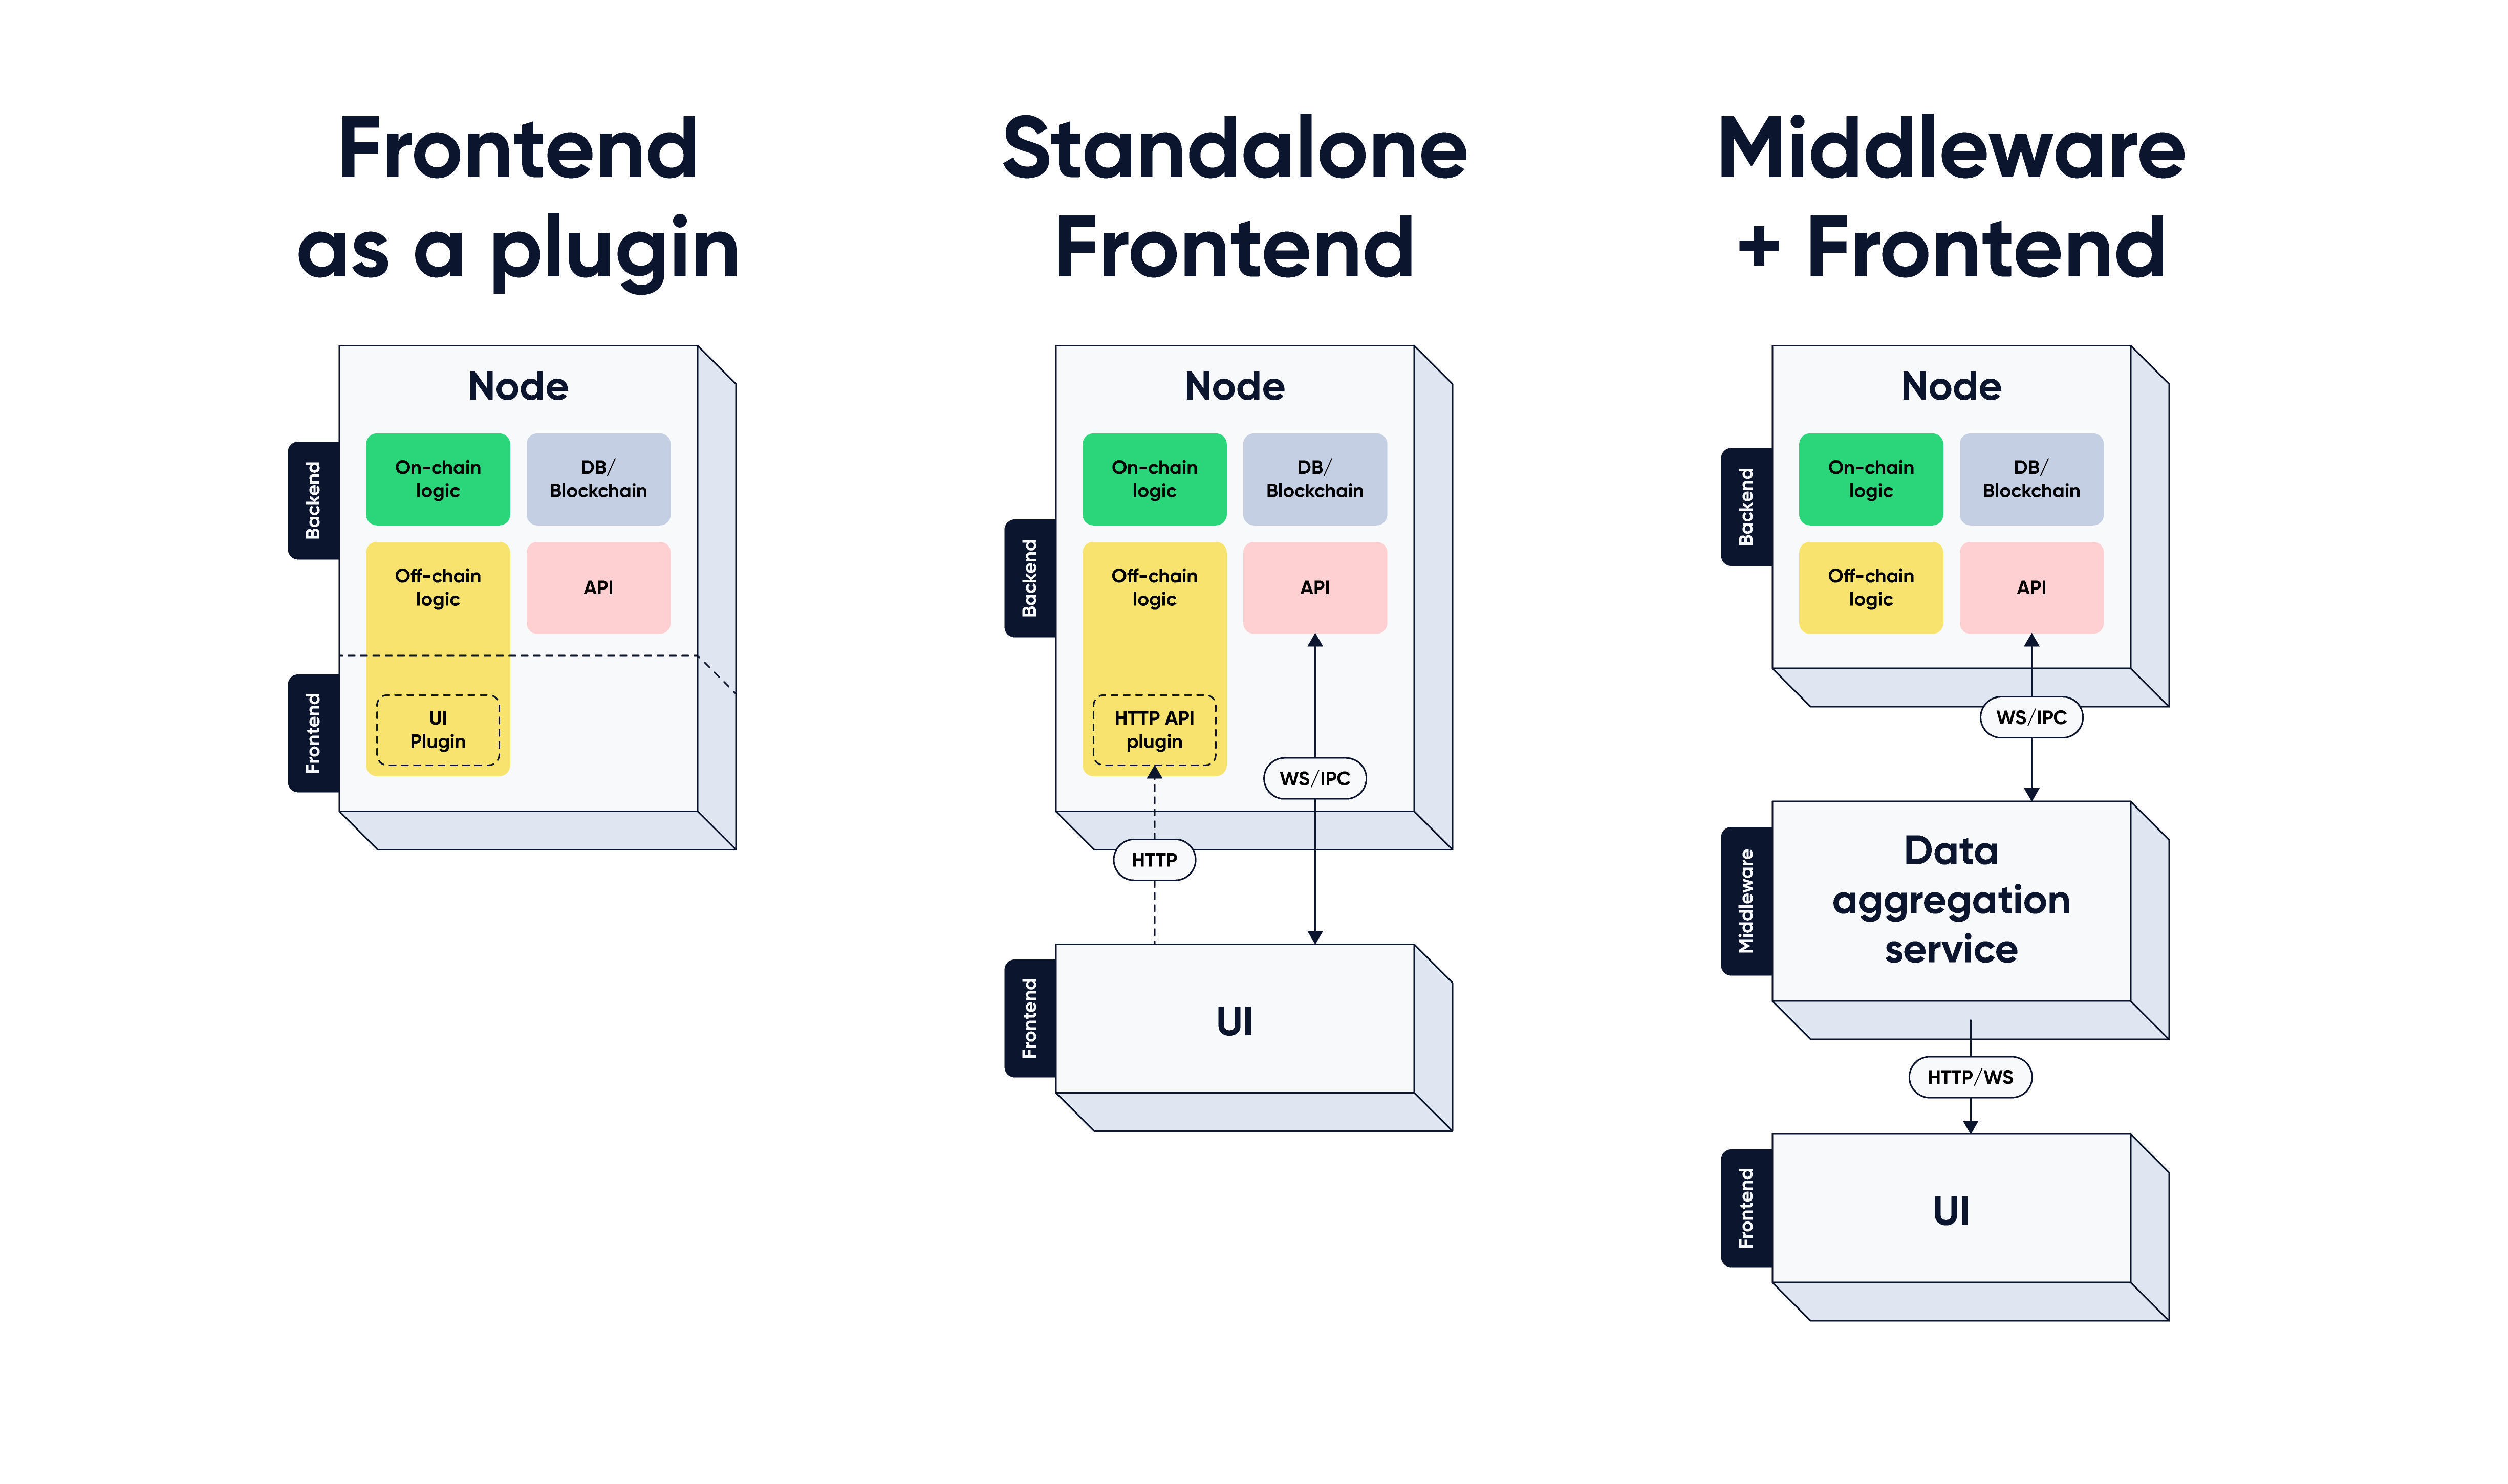 Frontend
as a plugin
Node
Backend
On-chain
logic
DB/
Blockchain
Off-chain
logic
API
Frontend
UI
Plugin
Standalone
Frontend
Node
Backend
On-chain
logic
DB/
Blockchain
Off-chain
logic
API
HTTP API
plugin
WS/IPC
HTTP
Frontend
UI
Middleware
+ Frontend
Node
Backend
On-chain
logic
DB/
Blockchain
Off-chain
logic
API
WS/IPC
Middleware
Data
aggregation
service
HTTP/WS
Frontend
UI